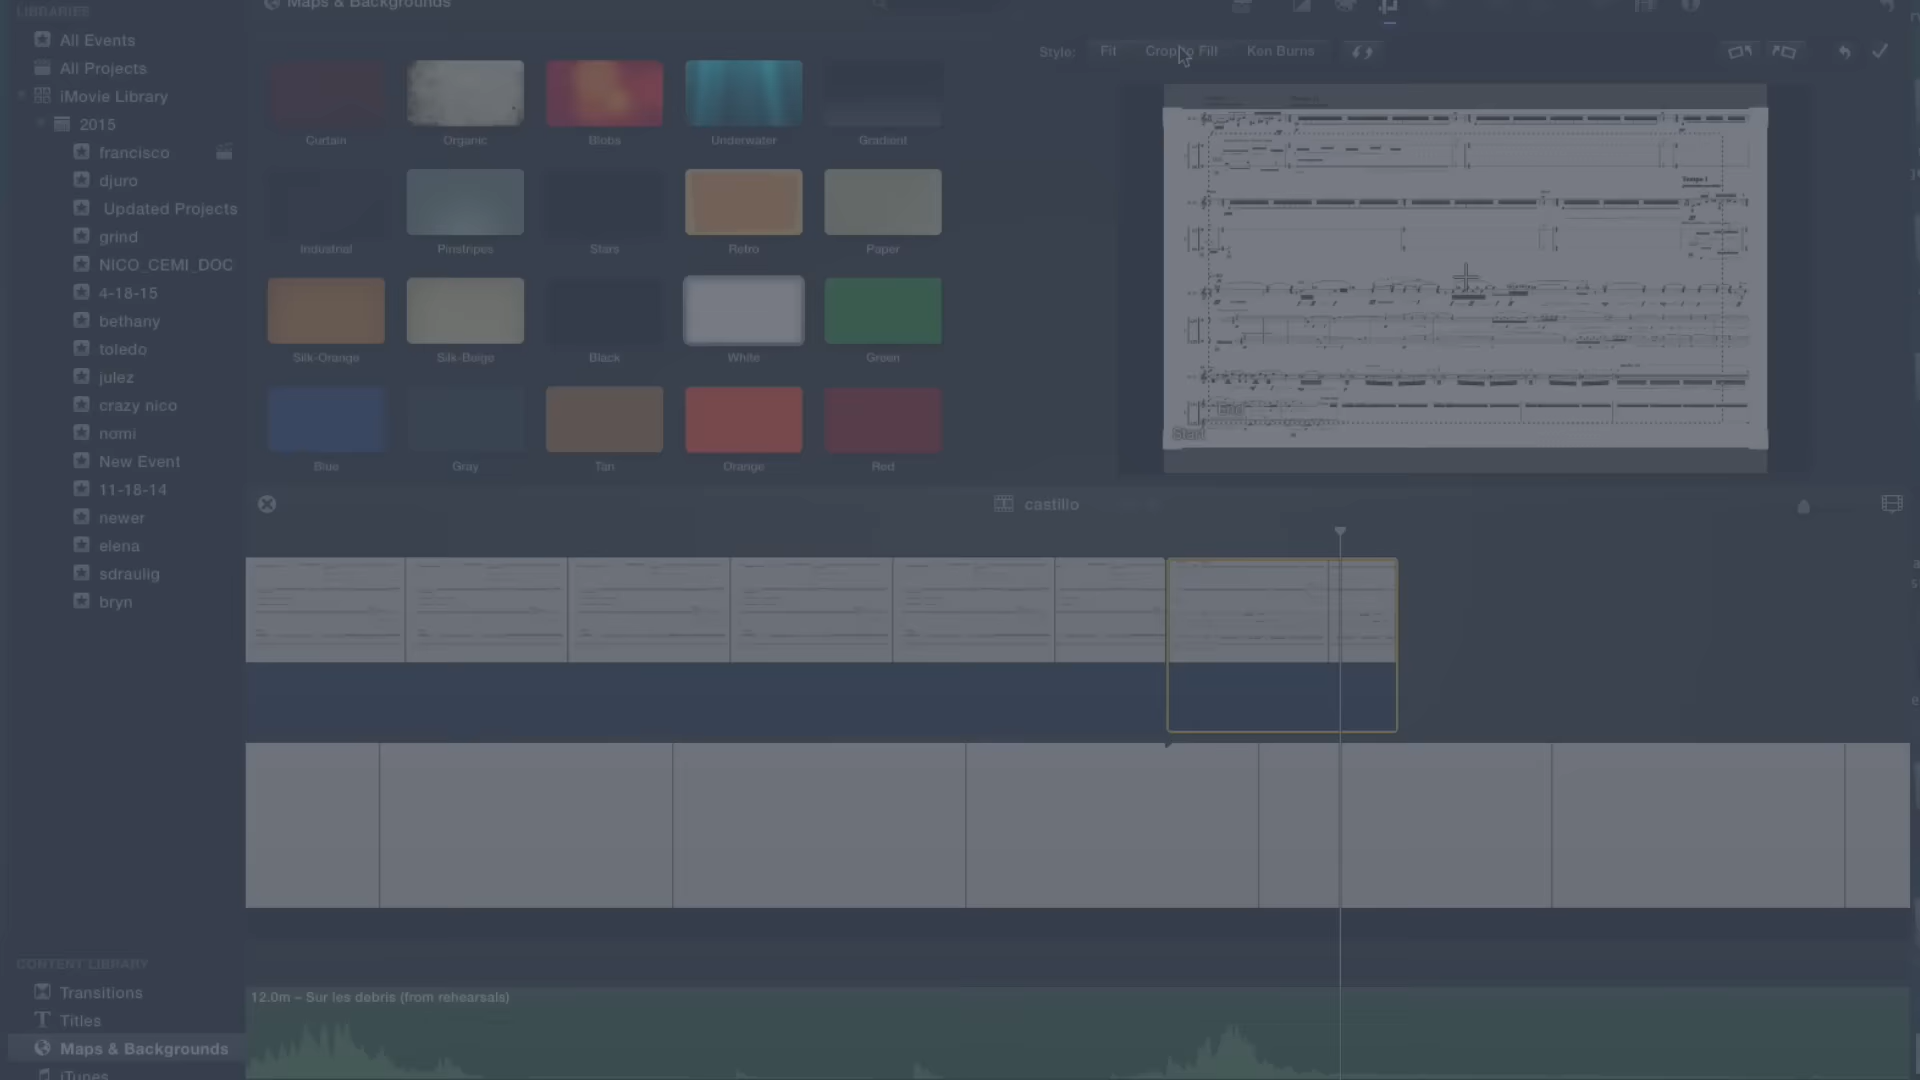 LIBRARIES
All Events
All Projects
iMovie Library
2015
francisco
djuro
Updated Projects
grind
NICO_CEMI_DOC
4-18-15
bethany
toledo
julez
crazy nico
nomi
New Event
11-18-14
newer
elena
sdraulig
bryn
CONTENT LIBRARY
Transitions
Titles
Maps & Backgrounds
iTunes
Maps & Backgrounds
Curtain
Organic
Blobs
Underwater
Gradient
Industrial
Pinstripes
Stars
Retro
Paper
Silk-Orange
Silk-Beige
Black
White
Green
Blue
Gray
Tan
Orange
Red
Style:
Fit
Crop to Fill
Ken Burns
Tempo I
End
Start
castillo
12.0m – Sur les debris (from rehearsals)